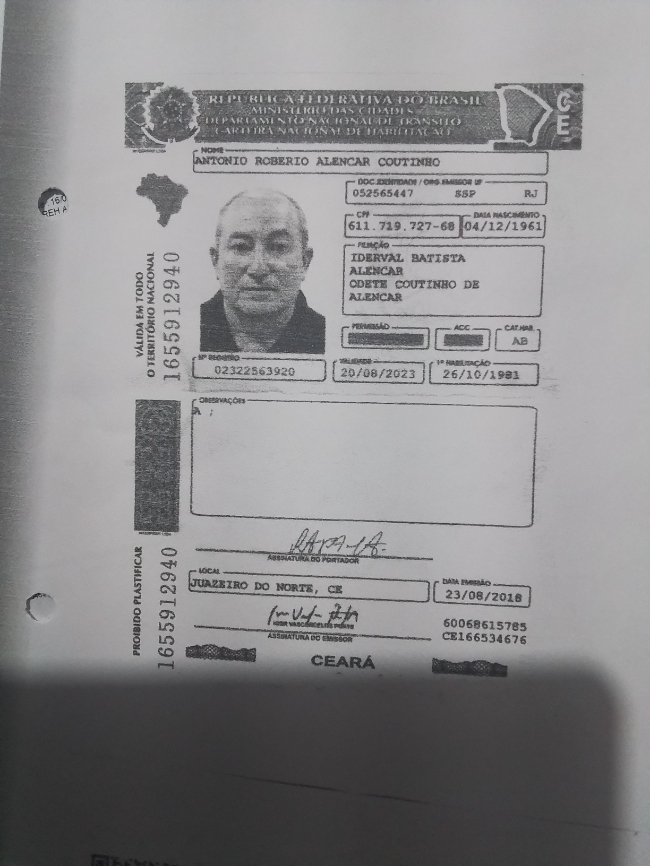 REPÚBLICA FEDERATIVA DO BRASIL
MINISTÉRIO DAS CIDADES
DEPARTAMENTO NACIONAL DE TRÂNSITO
CARTEIRA NACIONAL DE HABILITAÇÃO
CE
NOME
ANTONIO ROBERIO ALENCAR COUTINHO
DOC. IDENTIDADE / ORG. EMISSOR UF
052565447 SSP RJ
CPF
611.719.727-68
DATA NASCIMENTO
04/12/1961
FILIAÇÃO
IDERVAL BATISTA
ALENCAR
ODETE COUTINHO DE
ALENCAR
PERMISSÃO
ACC
CAT. HAB.
AB
Nº REGISTRO
02322563920
VALIDADE
20/08/2023
1ª HABILITAÇÃO
26/10/1981
VÁLIDA EM TODO
O TERRITÓRIO NACIONAL
1655912940
OBSERVAÇÕES
A ;
ASSINATURA DO PORTADOR
LOCAL
JUAZEIRO DO NORTE, CE
DATA EMISSÃO
23/08/2018
ASSINATURA DO EMISSOR
60068615785
CE166534676
PROIBIDO PLASTIFICAR
1655912940
CEARÁ